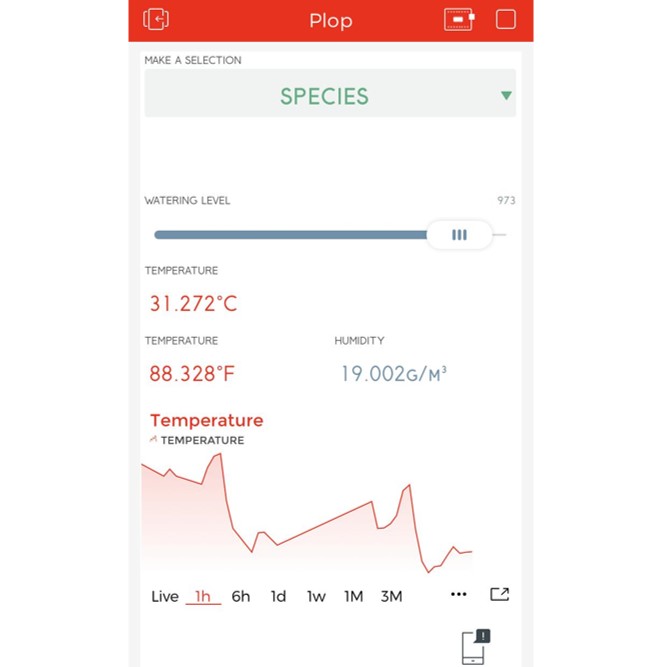 Plop
MAKE A SELECTION
SPECIES
WATERING LEVEL 973
TEMPERATURE
31.272°C
TEMPERATURE HUMIDITY
88.328°F 19.002G/M³
Temperature
TEMPERATURE
Live 1h 6h 1d 1w 1M 3M